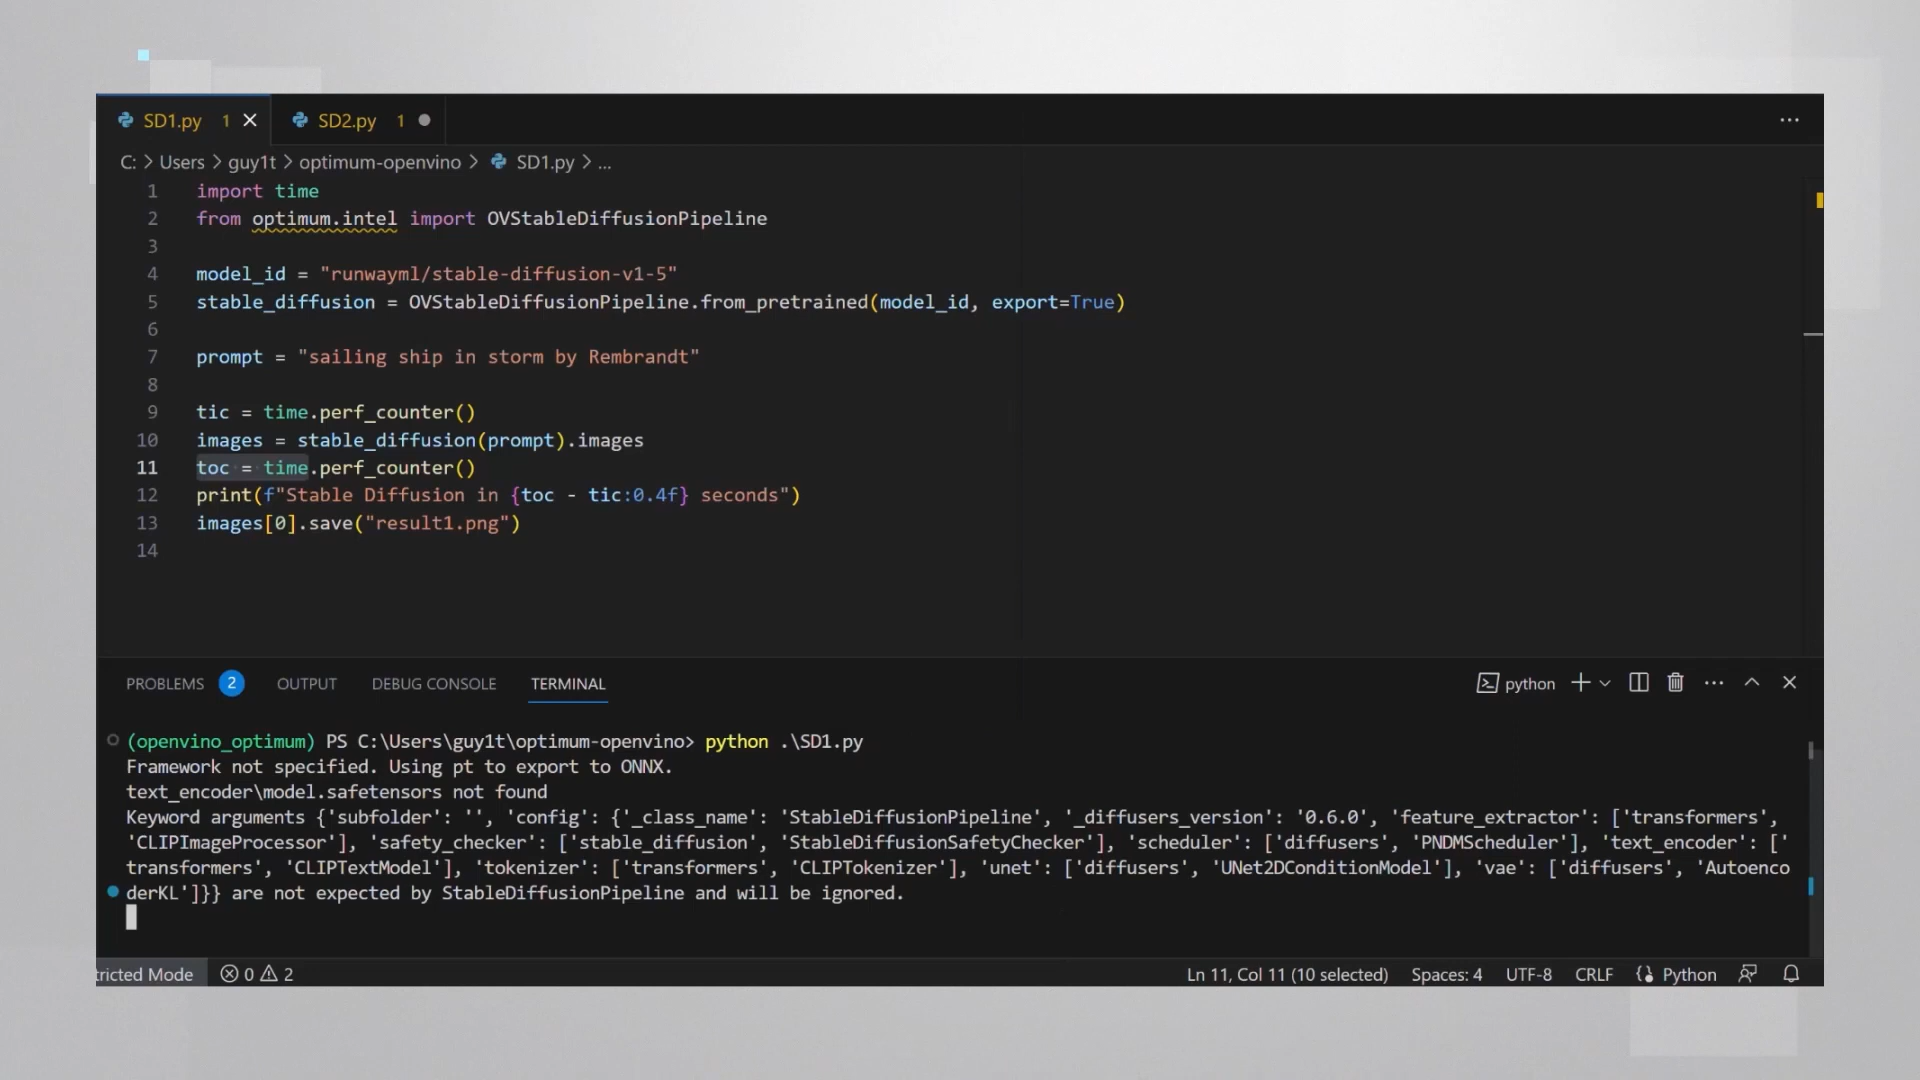 SD1.py 1
SD2.py 1
C: > Users > guy1t > optimum-openvino > SD1.py > ...
1 import time
2 from optimum.intel import OVStableDiffusionPipeline
3
4 model_id = "runwayml/stable-diffusion-v1-5"
5 stable_diffusion = OVStableDiffusionPipeline.from_pretrained(model_id, export=True)
6
7 prompt = "sailing ship in storm by Rembrandt"
8
9 tic = time.perf_counter()
10 images = stable_diffusion(prompt).images
11 toc = time.perf_counter()
12 print(f"Stable Diffusion in {toc - tic:0.4f} seconds")
13 images[0].save("result1.png")
14
PROBLEMS 2 OUTPUT DEBUG CONSOLE TERMINAL python
(openvino_optimum) PS C:\Users\guy1t\optimum-openvino> python .\SD1.py
Framework not specified. Using pt to export to ONNX.
text_encoder\model.safetensors not found
Keyword arguments {'subfolder': '', 'config': {'_class_name': 'StableDiffusionPipeline', '_diffusers_version': '0.6.0', 'feature_extractor': ['transformers',
'CLIPImageProcessor'], 'safety_checker': ['stable_diffusion', 'StableDiffusionSafetyChecker'], 'scheduler': ['diffusers', 'PNDMScheduler'], 'text_encoder': ['
transformers', 'CLIPTextModel'], 'tokenizer': ['transformers', 'CLIPTokenizer'], 'unet': ['diffusers', 'UNet2DConditionModel'], 'vae': ['diffusers', 'Autoenco
derKL']}} are not expected by StableDiffusionPipeline and will be ignored.
tricted Mode 0 2 Ln 11, Col 11 (10 selected) Spaces: 4 UTF-8 CRLF Python